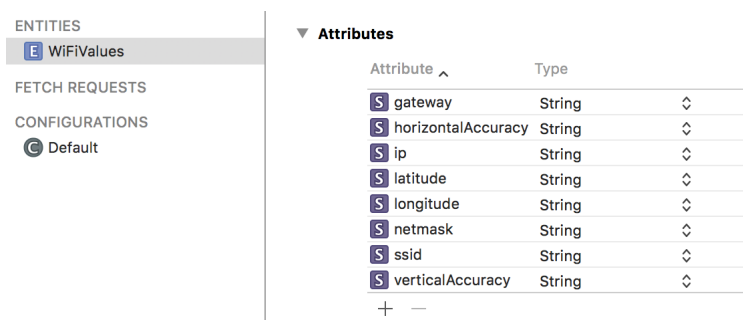 ENTITIES
E WiFiValues
FETCH REQUESTS
CONFIGURATIONS
C Default
Attributes
Attribute Type
S gateway String
S horizontalAccuracy String
S ip String
S latitude String
S longitude String
S netmask String
S ssid String
S verticalAccuracy String
+ −